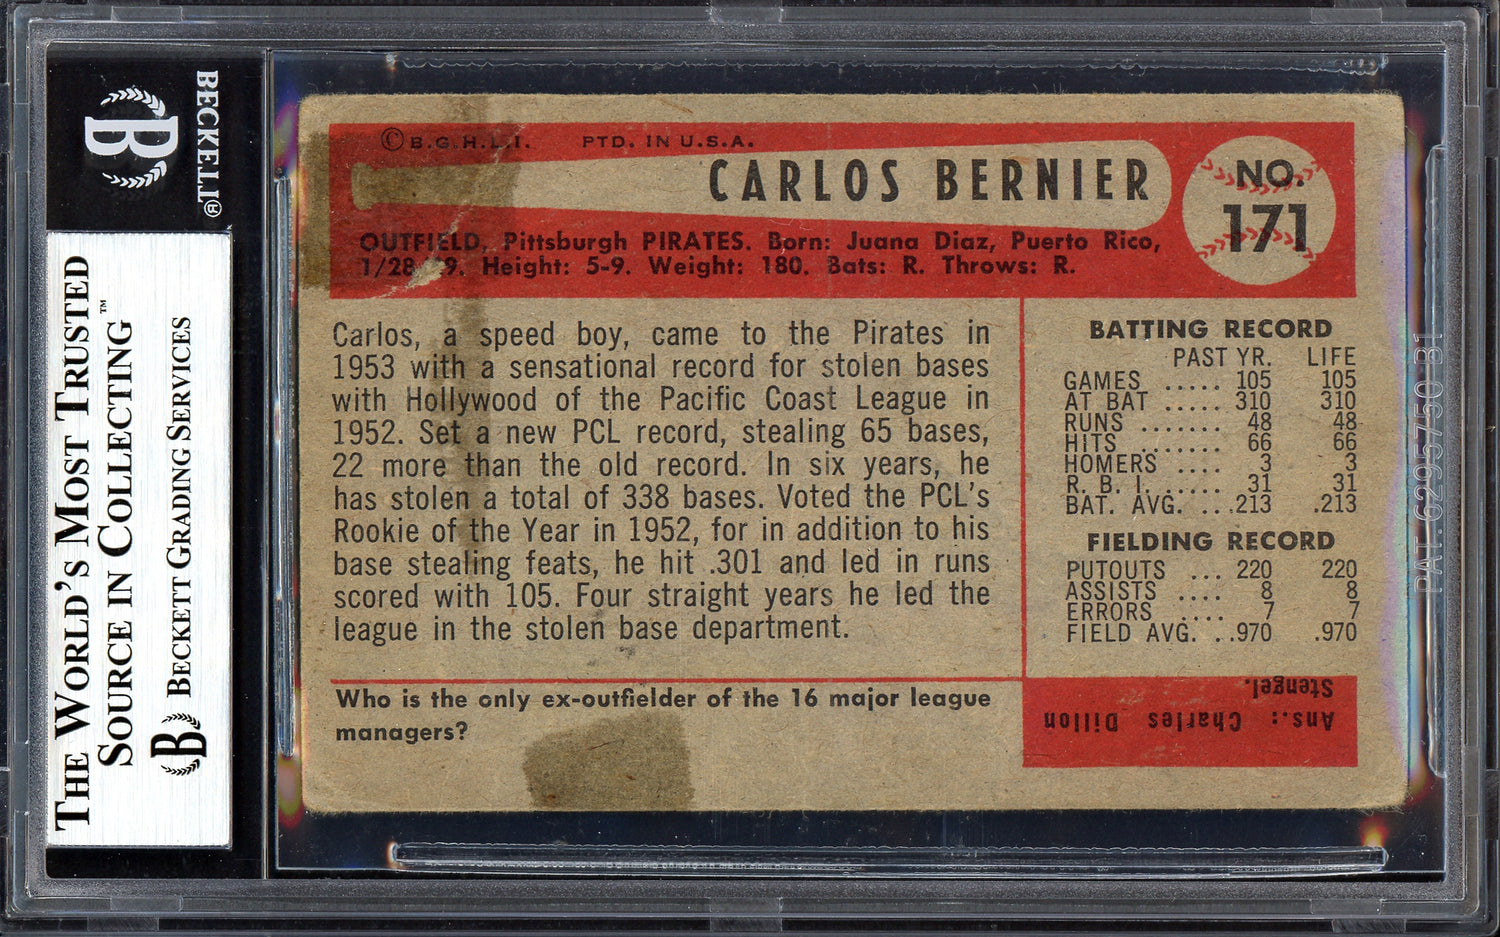 BECKETT®
B
THE WORLD'S MOST TRUSTED
SOURCE IN COLLECTING™
B BECKETT GRADING SERVICES
© B.G.H.L.I. PTD. IN U.S.A.
CARLOS BERNIER
NO.
171
OUTFIELD, Pittsburgh PIRATES. Born: Juana Diaz, Puerto Rico,
1/28/ 9. Height: 5-9. Weight: 180. Bats: R. Throws: R.
Carlos, a speed boy, came to the Pirates in
1953 with a sensational record for stolen bases
with Hollywood of the Pacific Coast League in
1952. Set a new PCL record, stealing 65 bases,
22 more than the old record. In six years, he
has stolen a total of 338 bases. Voted the PCL's
Rookie of the Year in 1952, for in addition to his
base stealing feats, he hit .301 and led in runs
scored with 105. Four straight years he led the
league in the stolen base department.
BATTING RECORD
PAST YR. LIFE
GAMES ..... 105 105
AT BAT ..... 310 310
RUNS ....... 48 48
HITS ....... 66 66
HOMERS .... 3 3
R. B. I. ...... 31 31
BAT. AVG. ... .213 .213
FIELDING RECORD
PUTOUTS ... 220 220
ASSISTS .... 8 8
ERRORS .... 7 7
FIELD AVG. . .970 .970
Who is the only ex-outfielder of the 16 major league
managers?
Ans.: Charles Dillon
Stengel.
PAT. 6295750 B1